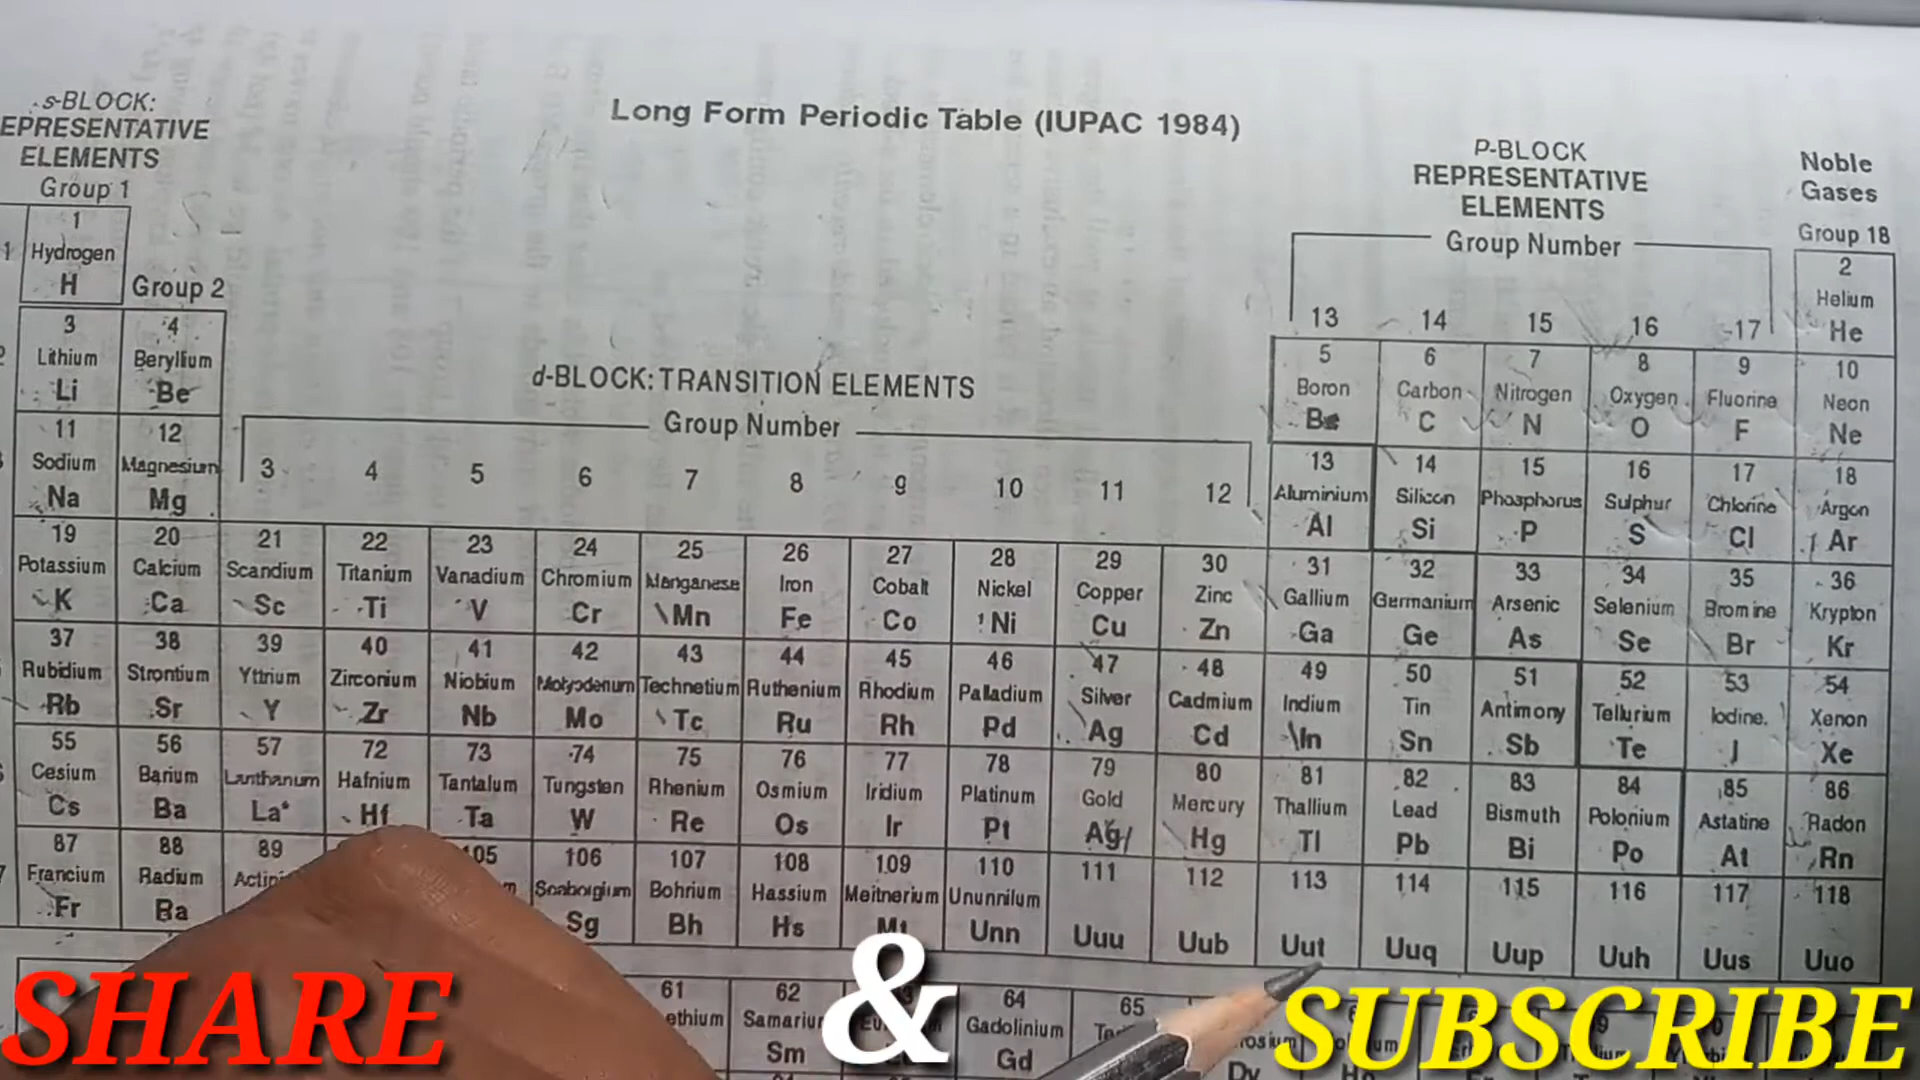 s-BLOCK:
EPRESENTATIVE
ELEMENTS
Group 1
Long Form Periodic Table (IUPAC 1984)
P-BLOCK
REPRESENTATIVE
ELEMENTS
Group Number
Noble
Gases
Group 18
1
1 Hydrogen
H
Group 2
13 14 15 16 17
2
Helium
He
3 4
Lithium Beryllium
Li Be
d-BLOCK: TRANSITION ELEMENTS
Group Number
5 6 7 8 9 10
Boron Carbon Nitrogen Oxygen Fluorine Neon
C N O F Ne
11 12
Sodium Magnesium
Na Mg
3 4 5 6 7 8 9 10 11 12
13 14 15 16 17 18
Aluminium Silicon Phosphorus Sulphur Chlorine Argon
Al Si P S Cl Ar
19 20 21 22 23 24 25 26 27 28 29 30 31 32 33 34 35 36
Potassium Calcium Scandium Titanium Vanadium Chromium Manganese Iron Cobalt Nickel Copper Zinc Gallium Germanium Arsenic Selenium Bromine Krypton
K Ca Sc Ti V Cr Mn Fe Co Ni Cu Zn Ga Ge As Se Br Kr
37 38 39 40 41 42 43 44 45 46 47 48 49 50 51 52 53 54
Rubidium Strontium Yttrium Zirconium Niobium Molybdenum Technetium Ruthenium Rhodium Palladium Silver Cadmium Indium Tin Antimony Tellurium Iodine. Xenon
Rb Sr Y Zr Nb Mo Tc Ru Rh Pd Ag Cd In Sn Sb Te J Xe
55 56 57 72 73 74 75 76 77 78 79 80 81 82 83 84 85 86
Cesium Barium Lanthanum Hafnium Tantalum Tungsten Rhenium Osmium Iridium Platinum Gold Mercury Thallium Lead Bismuth Polonium Astatine Radon
Cs Ba La* Hf Ta W Re Os Ir Pt Ag Hg Tl Pb Bi Po At Rn
87 88 89 105 106 107 108 109 110 111 112 113 114 115 116 117 118
7 Francium Radium Seaborgium Bohrium Hassium Meitnerium Ununnilum
Fr Ra Sg Bh Hs Mt Unn Uuu Uub Uut Uuq Uup Uuh Uus Uuo
61 62 64 65
ethium Gadolinium
Sm Gd Dy
SHARE & SUBSCRIBE